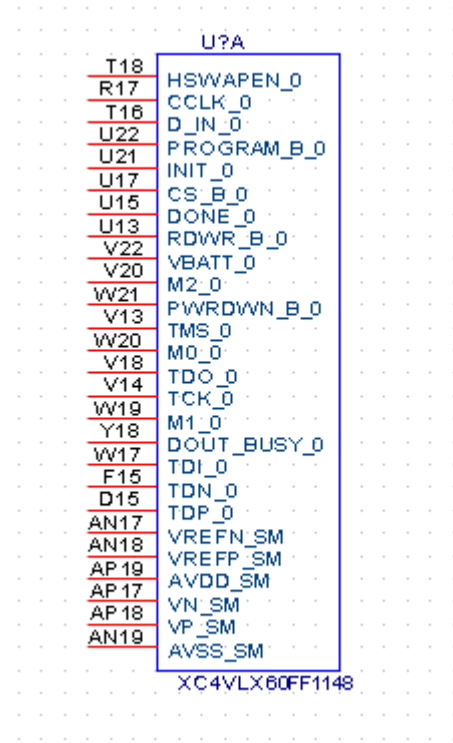 U?A
T18 HSWAPEN_0
R17 CCLK_0
T16 D_IN_0
U22 PROGRAM_B_0
U21 INIT_0
U17 CS_B_0
U15 DONE_0
U13 RDWR_B_0
V22 VBATT_0
V20 M2_0
W21 PWRDWN_B_0
V13 TMS_0
W20 M0_0
V18 TDO_0
V14 TCK_0
W19 M1_0
Y18 DOUT_BUSY_0
W17 TDI_0
F15 TDN_0
D15 TDP_0
AN17 VREFN_SM
AN18 VREFP_SM
AP19 AVDD_SM
AP17 VN_SM
AP18 VP_SM
AN19 AVSS_SM
XC4VLX60FF1148